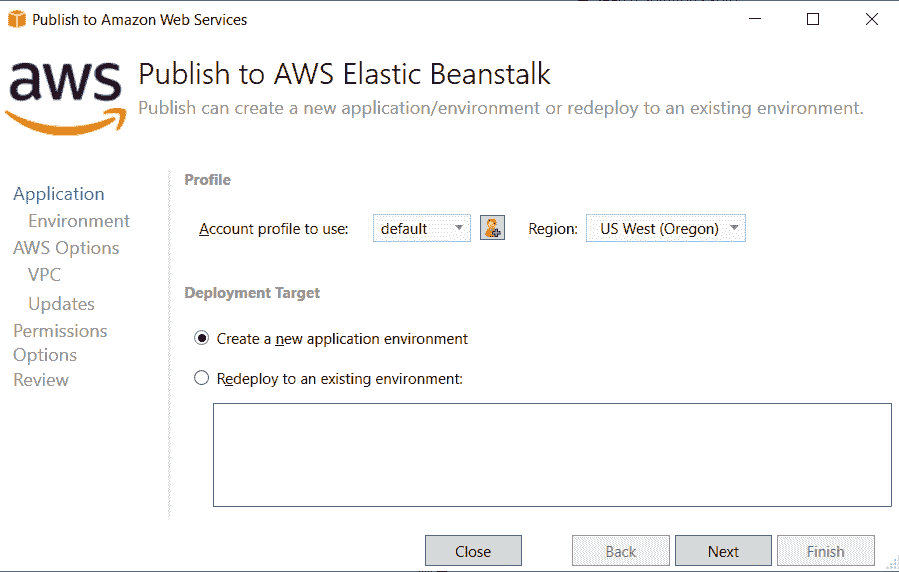 Publish to Amazon Web Services
aws
Publish to AWS Elastic Beanstalk
Publish can create a new application/environment or redeploy to an existing environment.
Application
Environment
AWS Options
VPC
Updates
Permissions
Options
Review
Profile
Account profile to use: default Region: US West (Oregon)
Deployment Target
Create a new application environment
Redeploy to an existing environment:
Close Back Next Finish